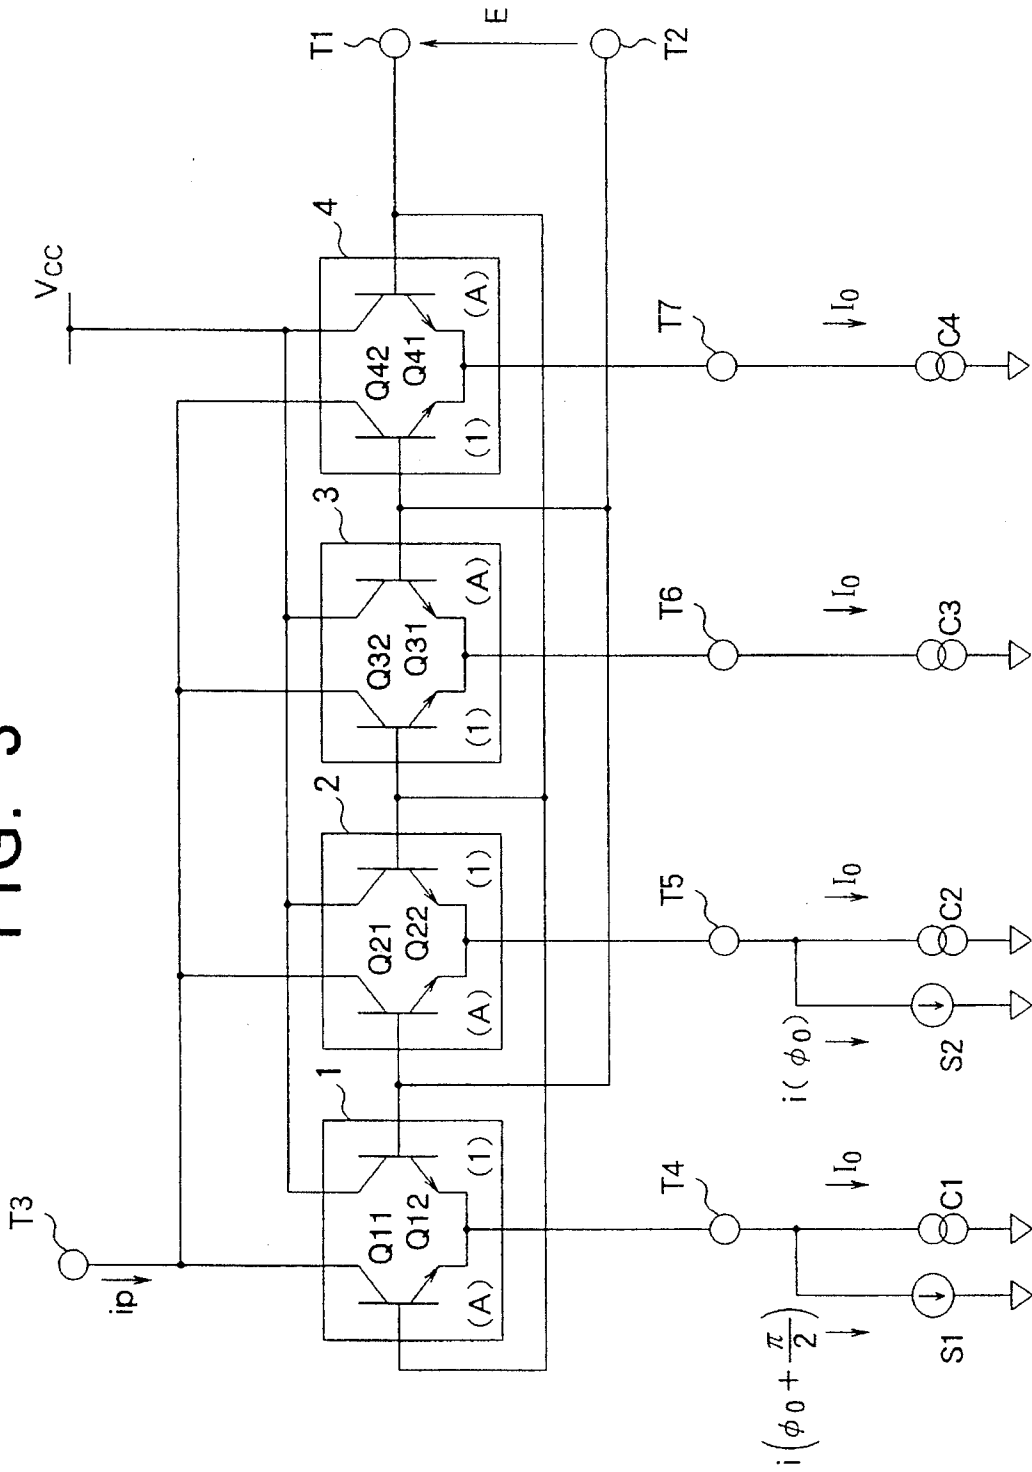 FIG. 3
T3
ip
Vcc
T1
E
T2
1
2
3
4
Q11
Q12
(A)
(1)
Q21
Q22
(A)
(1)
Q32
Q31
(1)
(A)
Q42
Q41
(1)
(A)
T4
T5
T6
T7
i(φ0 + π/2)
I0
i(φ0)
I0
I0
I0
S1
C1
S2
C2
C3
C4